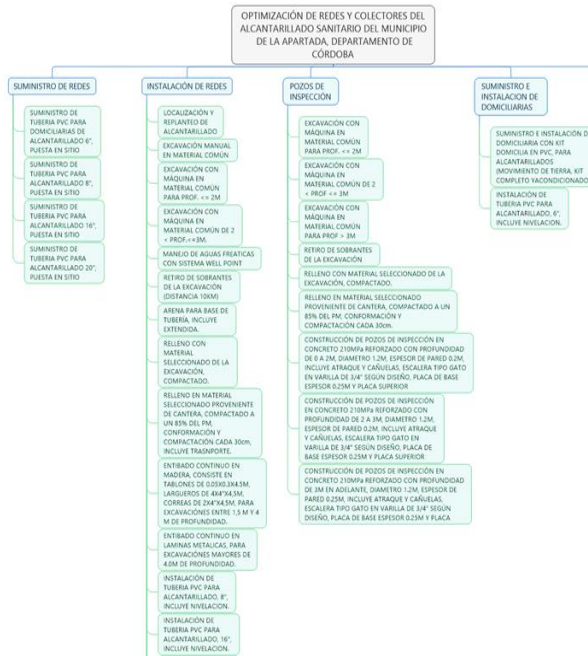 OPTIMIZACIÓN DE REDES Y COLECTORES DEL
ALCANTARILLADO SANITARIO DEL MUNICIPIO
DE LA APARTADA, DEPARTAMENTO DE
CÓRDOBA
SUMINISTRO DE REDES
SUMINISTRO DE
TUBERIA PVC PARA
DOMICILIARIAS DE
ALCANTARILLADO 6",
PUESTA EN SITIO
SUMINISTRO DE
TUBERIA PVC PARA
ALCANTARILLADO 8",
PUESTA EN SITIO
SUMINISTRO DE
TUBERIA PVC PARA
ALCANTARILLADO 16",
PUESTA EN SITIO
SUMINISTRO DE
TUBERIA PVC PARA
ALCANTARILLADO 20",
PUESTA EN SITIO
INSTALACIÓN DE REDES
LOCALIZACIÓN Y
REPLANTEO DE
ALCANTARILLADO
EXCAVACIÓN MANUAL
EN MATERIAL COMÚN
EXCAVACIÓN CON
MÁQUINA EN
MATERIAL COMÚN
PARA PROF. <= 2M
EXCAVACIÓN CON
MÁQUINA EN
MATERIAL COMÚN DE 2
< PROF.<=3M.
MANEJO DE AGUAS FREATICAS
CON SISTEMA WELL POINT
RETIRO DE SOBRANTES
DE LA EXCAVACIÓN
(DISTANCIA 10KM)
ARENA PARA BASE DE
TUBERÍA, INCLUYE
EXTENDIDA.
RELLENO CON
MATERIAL
SELECCIONADO DE LA
EXCAVACIÓN,
COMPACTADO.
RELLENO EN MATERIAL
SELECCIONADO PROVENIENTE
DE CANTERA, COMPACTADO A
UN 85% DEL PM,
CONFORMACIÓN Y
COMPACTACIÓN CADA 30cm,
INCLUYE TRASNPORTE.
ENTIBADO CONTINUO EN
MADERA, CONSISTE EN
TABLONES DE 0.05X0.3X4.5M,
LARGUEROS DE 4X4"X4,5M,
CORREAS DE 2X4"X4,5M, PARA
EXCAVACIÓNES ENTRE 1,5 M Y 4
M DE PROFUNDIDAD.
ENTIBADO CONTINUO EN
LAMINAS METALICAS, PARA
EXCAVACIÓNES MAYORES DE
4.0M DE PROFUNDIDAD.
INSTALACIÓN DE
TUBERIA PVC PARA
ALCANTARILLADO, 8",
INCLUYE NIVELACION.
INSTALACIÓN DE
TUBERIA PVC PARA
ALCANTARILLADO, 16",
INCLUYE NIVELACION.
POZOS DE
INSPECCIÓN
EXCAVACIÓN CON
MÁQUINA EN
MATERIAL COMÚN
PARA PROF. <= 2M
EXCAVACIÓN CON
MÁQUINA EN
MATERIAL COMÚN DE 2
< PROF <= 3M
EXCAVACIÓN CON
MÁQUINA EN
MATERIAL COMÚN
PARA PROF > 3M
RETIRO DE SOBRANTES
DE LA EXCAVACIÓN
RELLENO CON MATERIAL SELECCIONADO DE LA
EXCAVACIÓN, COMPACTADO.
RELLENO EN MATERIAL SELECCIONADO
PROVENIENTE DE CANTERA, COMPACTADO A UN
85% DEL PM, CONFORMACIÓN Y
COMPACTACIÓN CADA 30cm.
CONSTRUCCIÓN DE POZOS DE INSPECCIÓN EN
CONCRETO 210MPa REFORZADO CON PROFUNDIDAD
DE 0 A 2M, DIAMETRO 1.2M, ESPESOR DE PARED 0.2M,
INCLUYE ATRAQUE Y CAÑUELAS, ESCALERA TIPO GATO
EN VARILLA DE 3/4" SEGÚN DISEÑO, PLACA DE BASE
ESPESOR 0.25M Y PLACA SUPERIOR
CONSTRUCCIÓN DE POZOS DE INSPECCIÓN
EN CONCRETO 210MPa REFORZADO CON
PROFUNDIDAD DE 2 A 3M, DIAMETRO 1.2M,
ESPESOR DE PARED 0.2M, INCLUYE ATRAQUE
Y CAÑUELAS, ESCALERA TIPO GATO EN
VARILLA DE 3/4" SEGÚN DISEÑO, PLACA DE
BASE ESPESOR 0.25M Y PLACA SUPERIOR
CONSTRUCCIÓN DE POZOS DE INSPECCIÓN EN
CONCRETO 210MPa REFORZADO CON PROFUNDIDAD
DE 3M EN ADELANTE, DIAMETRO 1.2M, ESPESOR DE
PARED 0.25M, INCLUYE ATRAQUE Y CAÑUELAS,
ESCALERA TIPO GATO EN VARILLA DE 3/4" SEGÚN
DISEÑO, PLACA DE BASE ESPESOR 0.25M Y PLACA
SUMINISTRO E
INSTALACION DE
DOMICILIARIAS
SUMINISTRO E INSTALACIÓN DE
DOMICILIARIA CON KIT
DOMICILIA EN PVC, PARA
ALCANTARILLADOS
(MOVIMIENTO DE TIERRA, KIT
COMPLETO YACONDICIONADO
INSTALACIÓN DE
TUBERIA PVC PARA
ALCANTARILLADO, 6",
INCLUYE NIVELACION.